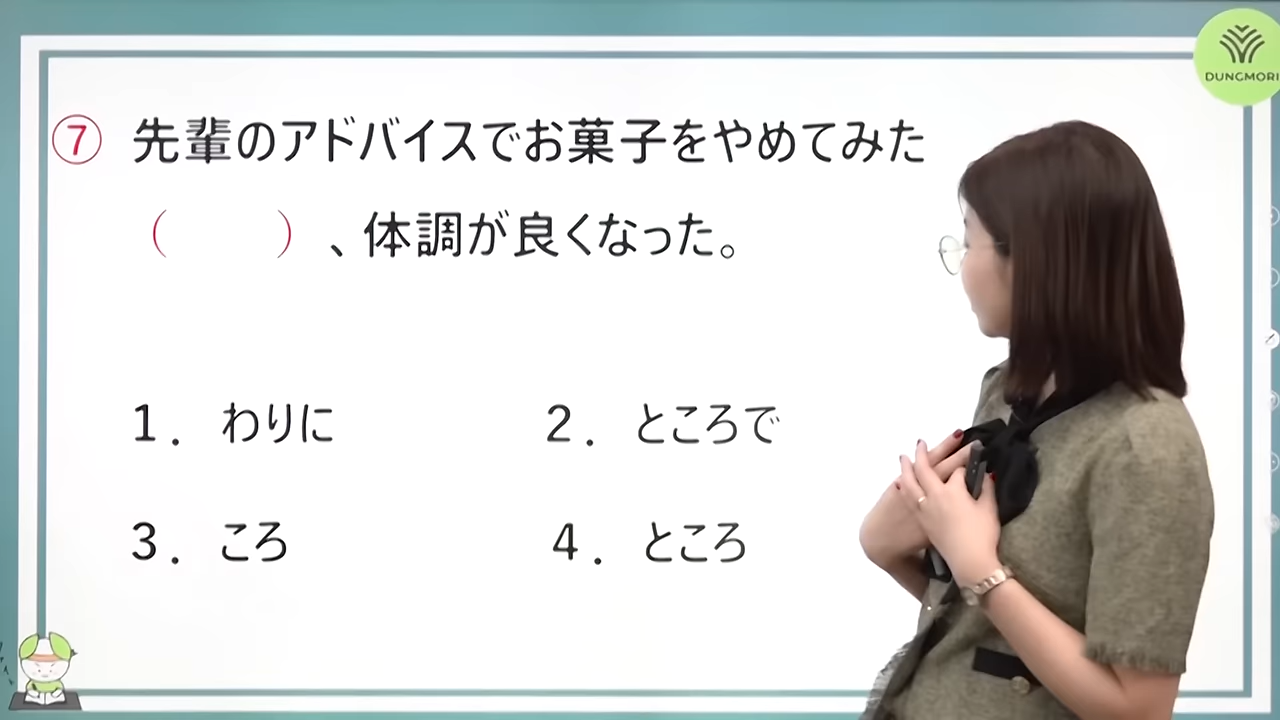 DUNGMORI
⑦ 先輩のアドバイスでお菓子をやめてみた
（　　）、体調が良くなった。
1. わりに　2. ところで
3. ころ　4. ところ